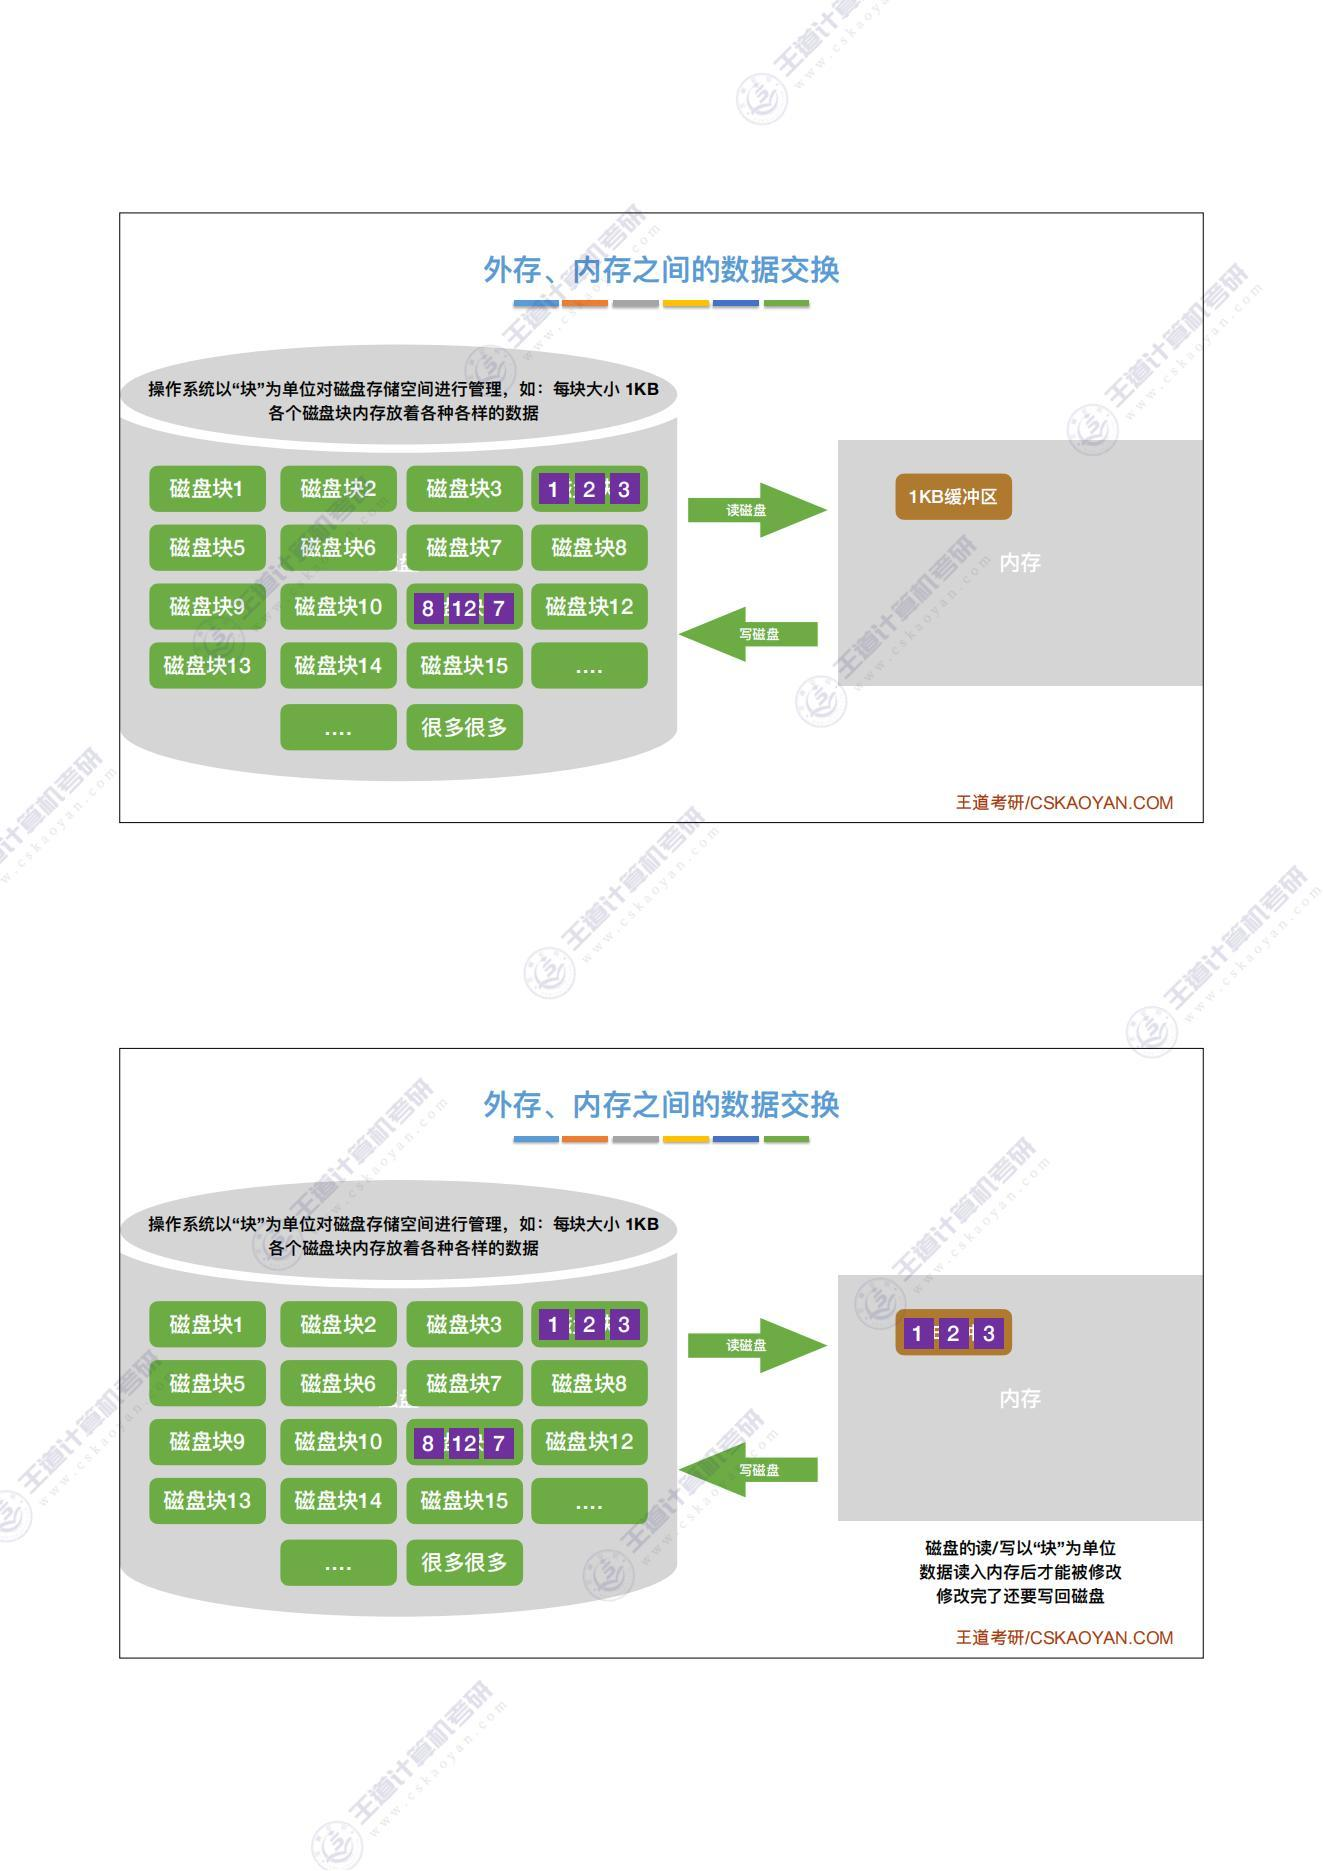 王道计算机考研
www.cskaoyan.com
外存、内存之间的数据交换
操作系统以“块”为单位对磁盘存储空间进行管理，如：每块大小 1KB
各个磁盘块内存放着各种各样的数据
磁盘块1 磁盘块2 磁盘块3 1 2 3
磁盘块5 磁盘块6 磁盘块7 磁盘块8
磁盘块9 磁盘块10 8 12 7 磁盘块12
磁盘块13 磁盘块14 磁盘块15 ....
.... 很多很多
读磁盘
写磁盘
1KB缓冲区
内存
王道考研/CSKAOYAN.COM
外存、内存之间的数据交换
操作系统以“块”为单位对磁盘存储空间进行管理，如：每块大小 1KB
各个磁盘块内存放着各种各样的数据
磁盘块1 磁盘块2 磁盘块3 1 2 3
磁盘块5 磁盘块6 磁盘块7 磁盘块8
磁盘块9 磁盘块10 8 12 7 磁盘块12
磁盘块13 磁盘块14 磁盘块15 ....
.... 很多很多
读磁盘
写磁盘
1 2 3
内存
磁盘的读/写以“块”为单位
数据读入内存后才能被修改
修改完了还要写回磁盘
王道考研/CSKAOYAN.COM